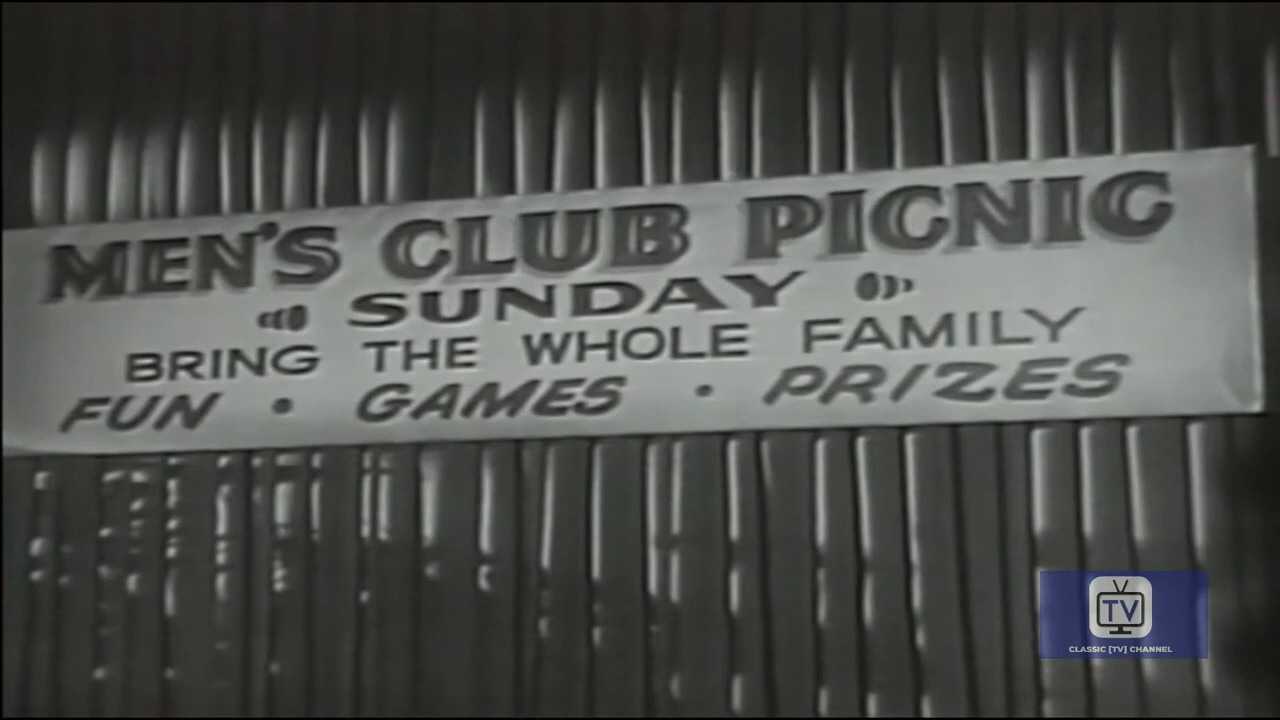 MEN'S CLUB PICNIC
SUNDAY
BRING THE WHOLE FAMILY
FUN • GAMES • PRIZES
TV
CLASSIC [TV] CHANNEL